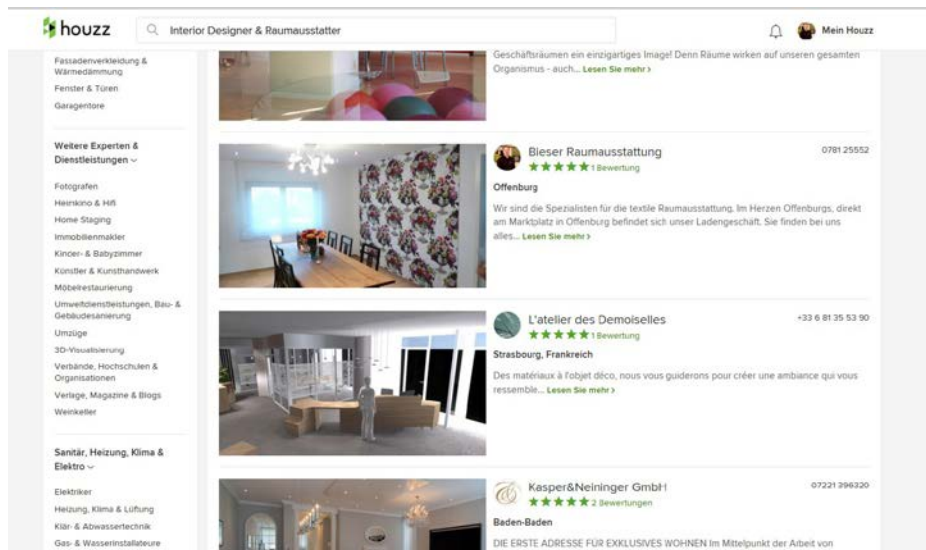 houzz
Interior Designer & Raumausstatter
Mein Houzz
Fassadenverkleidung &
Wärmedämmung
Fenster & Türen
Garagentore
Weitere Experten &
Dienstleistungen
Fotografen
Heimkino & Hifi
Home Staging
Immobilienmakler
Kinder- & Babyzimmer
Künstler & Kunsthandwerk
Möbelrestaurierung
Umweltdienstleistungen, Bau- &
Gebäudesanierung
Umzüge
3D-Visualisierung
Verbände, Hochschulen &
Organisationen
Verlage, Magazine & Blogs
Weinkeller
Sanitär, Heizung, Klima &
Elektro
Elektriker
Heizung, Klima & Lüftung
Klär- & Abwassertechnik
Gas- & Wasserinstallateure
Geschäftsräumen ein einzigartiges Image! Denn Räume wirken auf unseren gesamten
Organismus - auch... Lesen Sie mehr >
Bieser Raumausstattung
0781 25552
1 Bewertung
Offenburg
Wir sind die Spezialisten für die textile Raumausstattung. Im Herzen Offenburgs, direkt
am Marktplatz in Offenburg befindet sich unser Ladengeschäft. Sie finden bei uns
alles... Lesen Sie mehr >
L'atelier des Demoiselles
+33 6 81 35 53 90
1 Bewertung
Strasbourg, Frankreich
Des matériaux à l'objet déco, nous vous guiderons pour créer une ambiance qui vous
ressemble... Lesen Sie mehr >
Kasper&Neininger GmbH
07221 396320
2 Bewertungen
Baden-Baden
DIE ERSTE ADRESSE FÜR EXKLUSIVES WOHNEN Im Mittelpunkt der Arbeit von